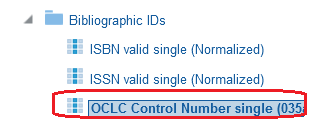 Bibliographic IDs
ISBN valid single (Normalized)
ISSN valid single (Normalized)
OCLC Control Number single (035